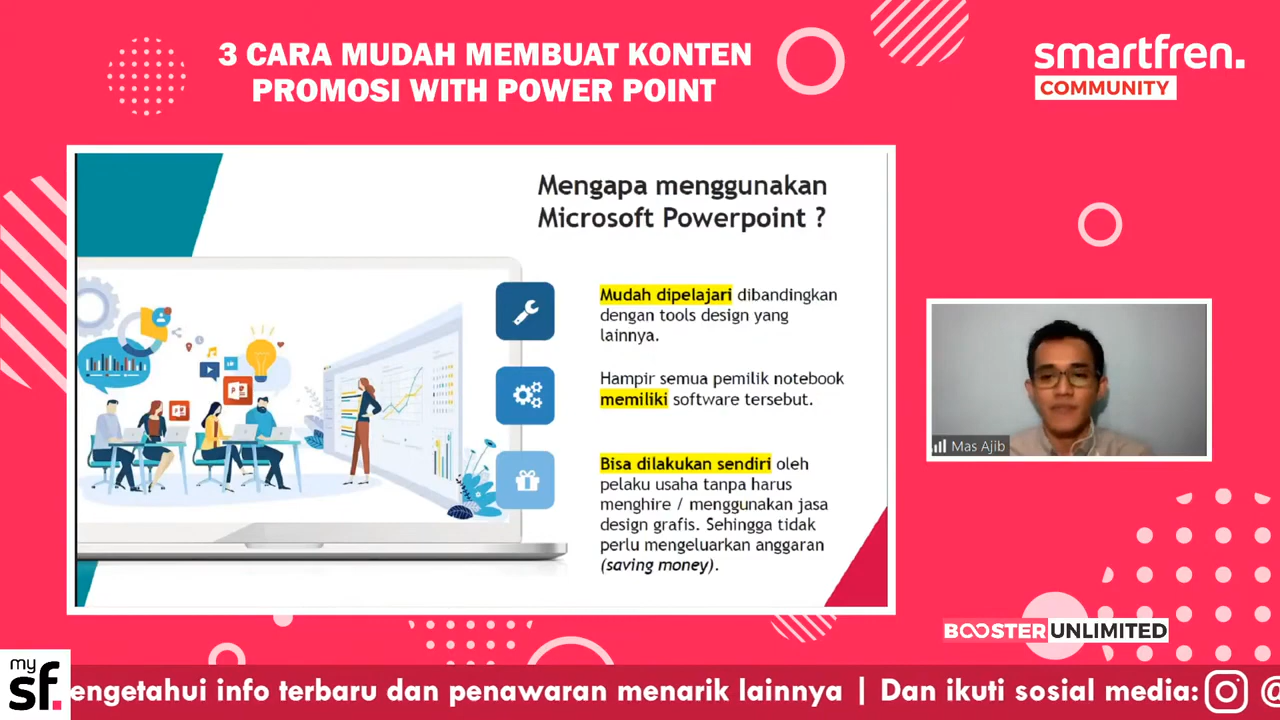 3 CARA MUDAH MEMBUAT KONTEN
PROMOSI WITH POWER POINT
smartfren.
COMMUNITY
Mengapa menggunakan
Microsoft Powerpoint ?
Mudah dipelajari dibandingkan
dengan tools design yang
lainnya.
Hampir semua pemilik notebook
memiliki software tersebut.
Bisa dilakukan sendiri oleh
pelaku usaha tanpa harus
menghire / menggunakan jasa
design grafis. Sehingga tidak
perlu mengeluarkan anggaran
(saving money).
Mas Ajib
BOOSTER UNLIMITED
my
sf.
engetahui info terbaru dan penawaran menarik lainnya | Dan ikuti sosial media: @